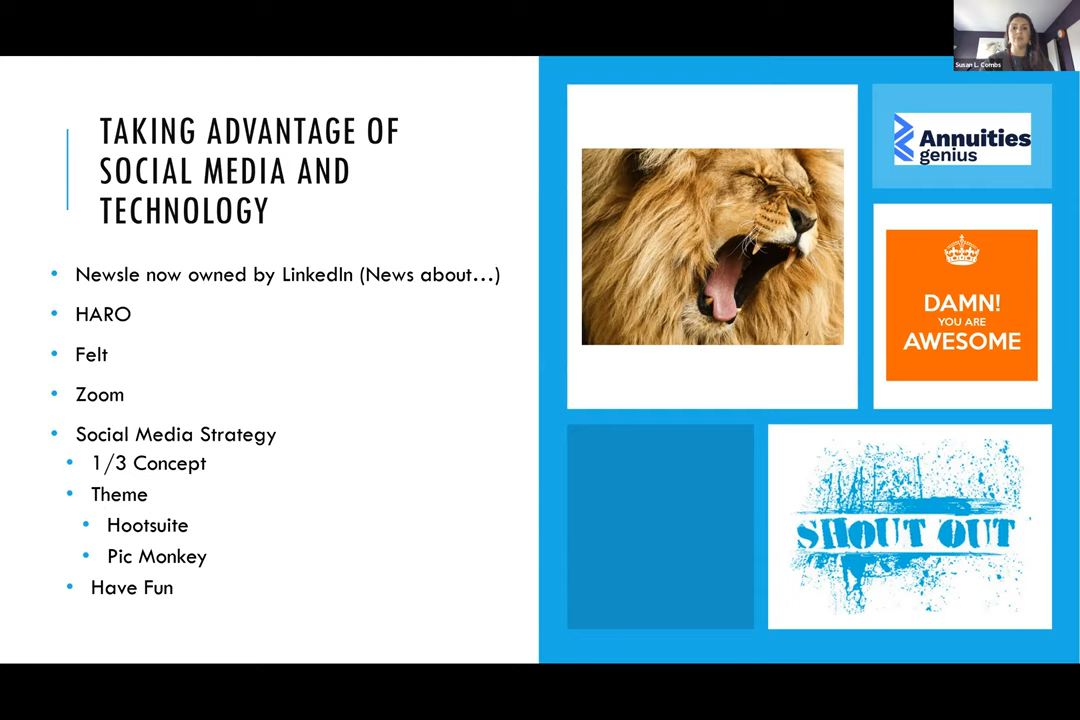 Susan L. Combs
TAKING ADVANTAGE OF
SOCIAL MEDIA AND
TECHNOLOGY
• Newsle now owned by LinkedIn (News about…)
• HARO
• Felt
• Zoom
• Social Media Strategy
• 1/3 Concept
• Theme
• Hootsuite
• Pic Monkey
• Have Fun
Annuities
genius
DAMN!
YOU ARE
AWESOME
SHOUT OUT